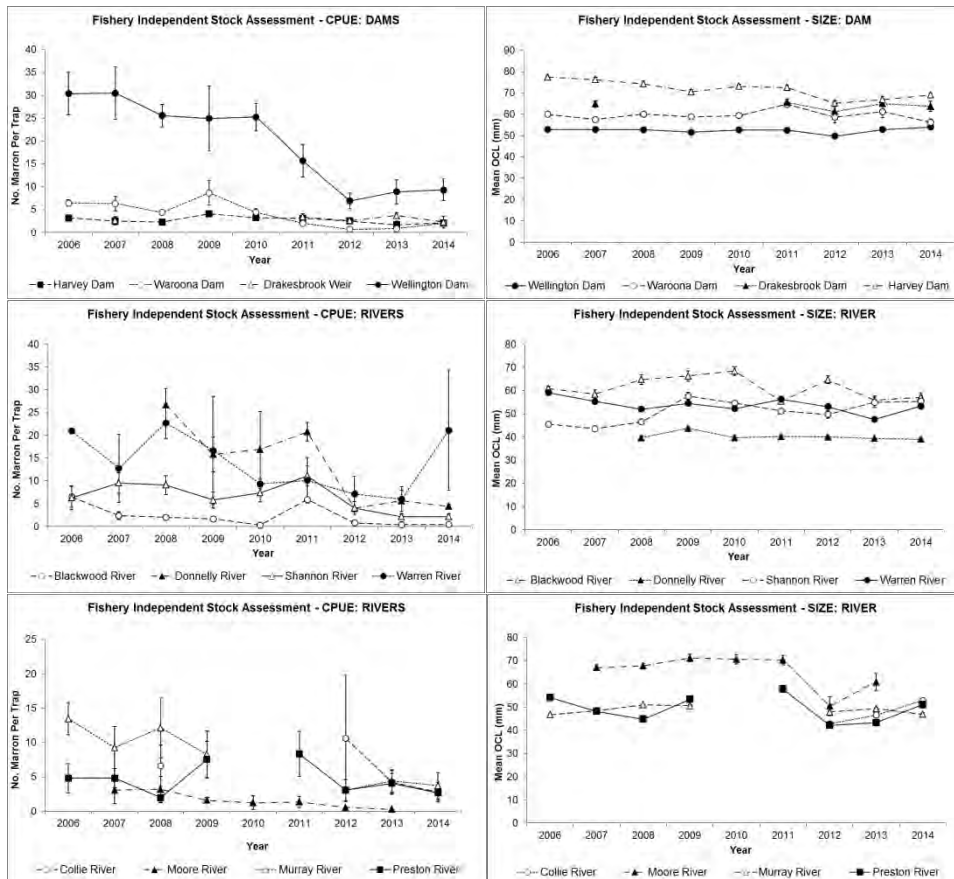 Fishery Independent Stock Assessment - CPUE: DAMS
No. Marron Per Trap
40
35
30
25
20
15
10
5
0
2006 2007 2008 2009 2010 2011 2012 2013 2014
Year
Harvey Dam Waroona Dam Drakesbrook Weir Wellington Dam
Fishery Independent Stock Assessment - SIZE: DAM
Mean OCL (mm)
90
80
70
60
50
40
30
20
10
0
2006 2007 2008 2009 2010 2011 2012 2013 2014
Year
Wellington Dam Waroona Dam Drakesbrook Dam Harvey Dam
Fishery Independent Stock Assessment - CPUE: RIVERS
No. Marron Per Trap
40
35
30
25
20
15
10
5
0
2006 2007 2008 2009 2010 2011 2012 2013 2014
Year
Blackwood River Donnelly River Shannon River Warren River
Fishery Independent Stock Assessment - SIZE: RIVER
Mean OCL (mm)
90
80
70
60
50
40
30
20
10
0
2006 2007 2008 2009 2010 2011 2012 2013 2014
Year
Blackwood River Donnelly River Shannon River Warren River
Fishery Independent Stock Assessment - CPUE: RIVERS
No. Marron Per Trap
25
20
15
10
5
0
2006 2007 2008 2009 2010 2011 2012 2013 2014
Year
Collie River Moore River Murray River Preston River
Fishery Independent Stock Assessment - SIZE: RIVER
Mean OCL (mm)
80
70
60
50
40
30
20
10
0
2006 2007 2008 2009 2010 2011 2012 2013 2014
Year
Collie River Moore River Murray River Preston River